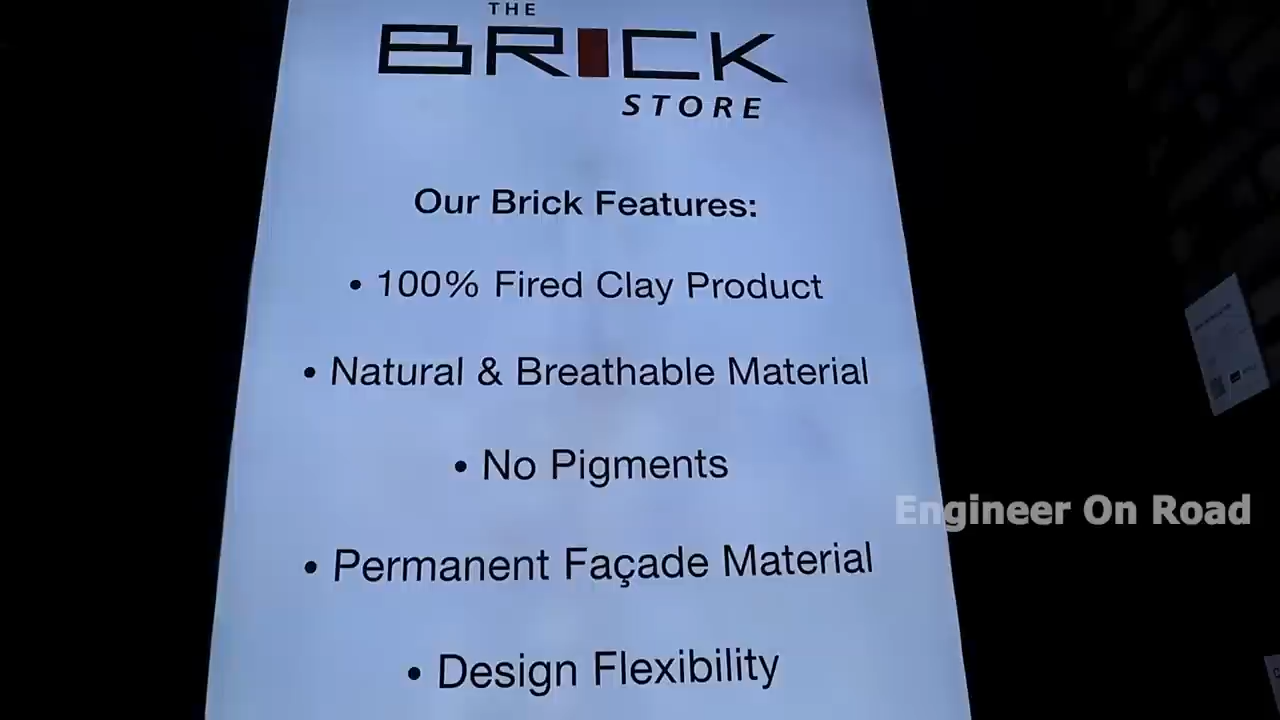 THE
BRICK
STORE
Our Brick Features:
• 100% Fired Clay Product
• Natural & Breathable Material
• No Pigments
• Permanent Façade Material
• Design Flexibility
Engineer On Road